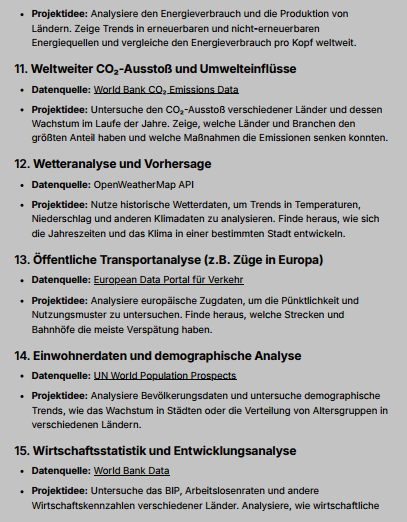 • Projektidee: Analysiere den Energieverbrauch und die Produktion von
Ländern. Zeige Trends in erneuerbaren und nicht-erneuerbaren
Energiequellen und vergleiche den Energieverbrauch pro Kopf weltweit.
11. Weltweiter CO₂-Ausstoß und Umwelteinflüsse
• Datenquelle: World Bank CO₂ Emissions Data
• Projektidee: Untersuche den CO₂-Ausstoß verschiedener Länder und dessen
Wachstum im Laufe der Jahre. Zeige, welche Länder und Branchen den
größten Anteil haben und welche Maßnahmen die Emissionen senken konnten.
12. Wetteranalyse und Vorhersage
• Datenquelle: OpenWeatherMap API
• Projektidee: Nutze historische Wetterdaten, um Trends in Temperaturen,
Niederschlag und anderen Klimadaten zu analysieren. Finde heraus, wie sich
die Jahreszeiten und das Klima in einer bestimmten Stadt entwickeln.
13. Öffentliche Transportanalyse (z.B. Züge in Europa)
• Datenquelle: European Data Portal für Verkehr
• Projektidee: Analysiere europäische Zugdaten, um die Pünktlichkeit und
Nutzungsmuster zu untersuchen. Finde heraus, welche Strecken und
Bahnhöfe die meiste Verspätung haben.
14. Einwohnerdaten und demographische Analyse
• Datenquelle: UN World Population Prospects
• Projektidee: Analysiere Bevölkerungsdaten und untersuche demographische
Trends, wie das Wachstum in Städten oder die Verteilung von Altersgruppen in
verschiedenen Ländern.
15. Wirtschaftsstatistik und Entwicklungsanalyse
• Datenquelle: World Bank Data
• Projektidee: Untersuche das BIP, Arbeitslosenraten und andere
Wirtschaftskennzahlen verschiedener Länder. Analysiere, wie wirtschaftliche